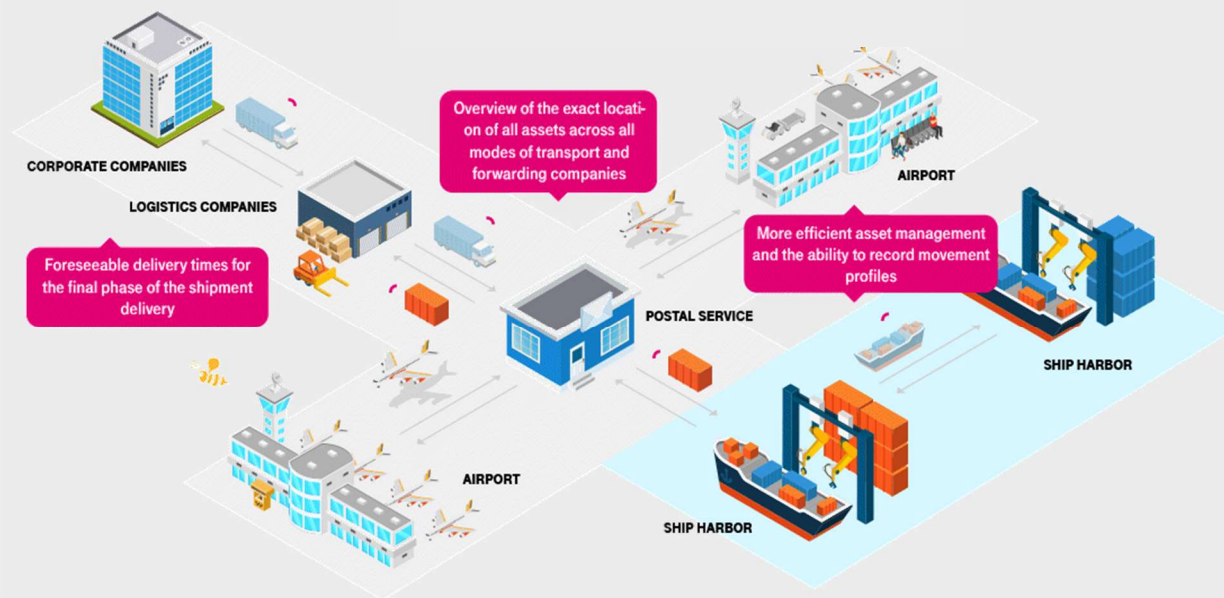 CORPORATE COMPANIES
LOGISTICS COMPANIES
Foreseeable delivery times for
the final phase of the shipment
delivery
Overview of the exact locati-
on of all assets across all
modes of transport and
forwarding companies
AIRPORT
More efficient asset management
and the ability to record movement
profiles
POSTAL SERVICE
SHIP HARBOR
AIRPORT
SHIP HARBOR